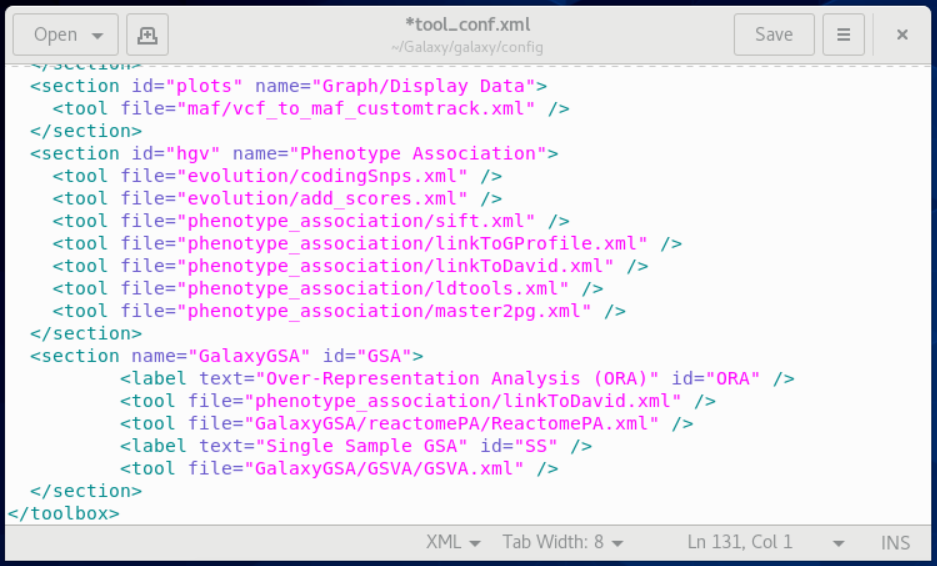 Open
*tool_conf.xml
~/Galaxy/galaxy/config
Save
</section>
<section id="plots" name="Graph/Display Data">
<tool file="maf/vcf_to_maf_customtrack.xml" />
</section>
<section id="hgv" name="Phenotype Association">
<tool file="evolution/codingSnps.xml" />
<tool file="evolution/add_scores.xml" />
<tool file="phenotype_association/sift.xml" />
<tool file="phenotype_association/linkToGProfile.xml" />
<tool file="phenotype_association/linkToDavid.xml" />
<tool file="phenotype_association/ldtools.xml" />
<tool file="phenotype_association/master2pg.xml" />
</section>
<section name="GalaxyGSA" id="GSA">
<label text="Over-Representation Analysis (ORA)" id="ORA" />
<tool file="phenotype_association/linkToDavid.xml" />
<tool file="GalaxyGSA/reactomePA/ReactomePA.xml" />
<label text="Single Sample GSA" id="SS" />
<tool file="GalaxyGSA/GSVA/GSVA.xml" />
</section>
</toolbox>
XML Tab Width: 8 Ln 131, Col 1 INS